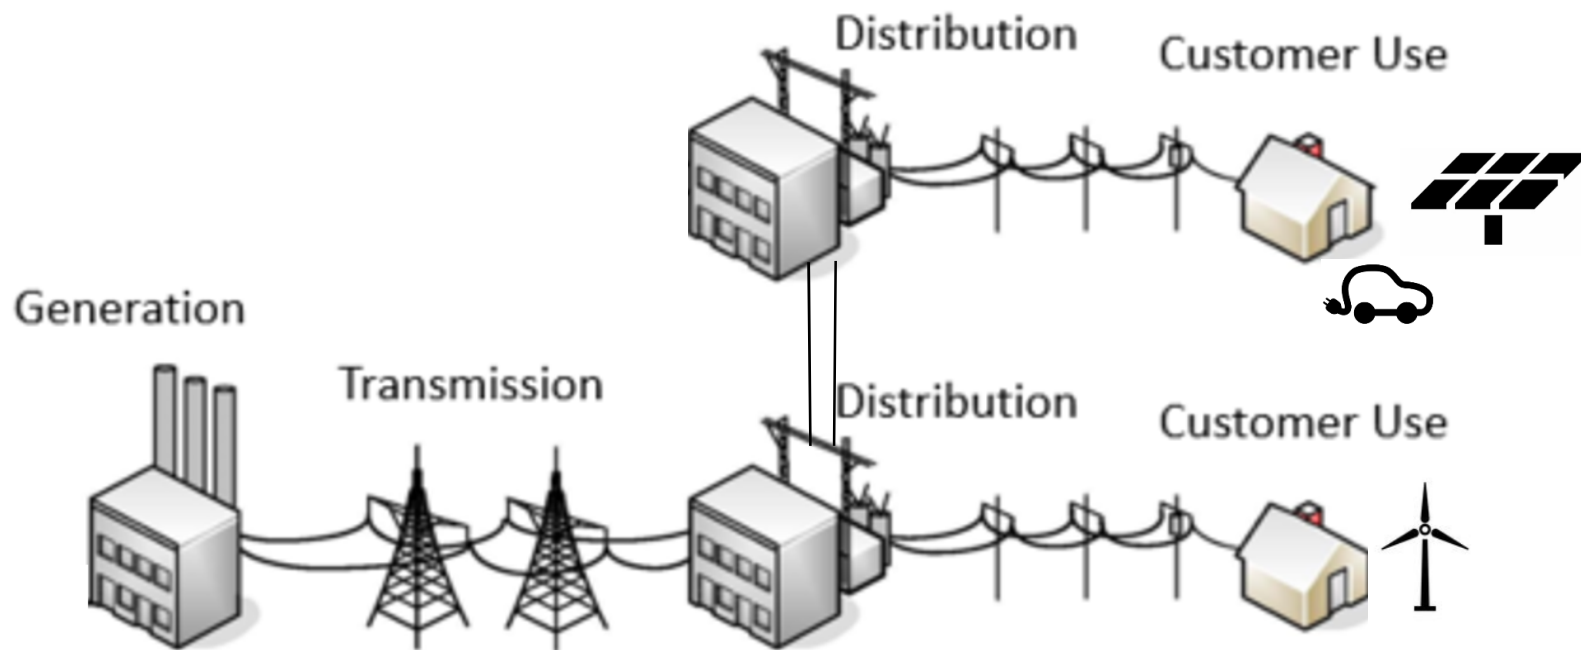 Distribution
Customer Use
Generation
Transmission
Distribution
Customer Use